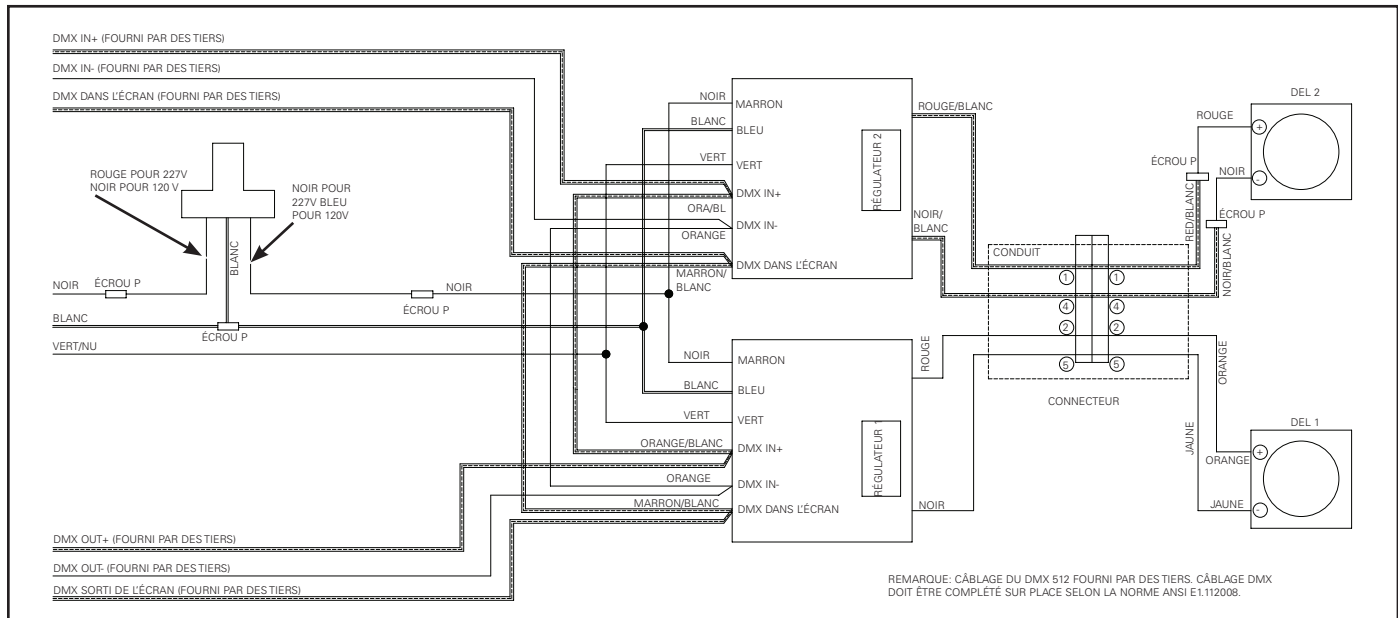 DMX IN+ (FOURNI PAR DES TIERS)
DMX IN- (FOURNI PAR DES TIERS)
DMX DANS L'ÉCRAN (FOURNI PAR DES TIERS)
ROUGE POUR 227V
NOIR POUR 120 V
NOIR POUR
227V BLEU
POUR 120V
BLANC
NOIR
ÉCROU P
NOIR
ÉCROU P
BLANC
ÉCROU P
VERT/NU
DMX OUT+ (FOURNI PAR DES TIERS)
DMX OUT- (FOURNI PAR DES TIERS)
DMX SORTI DE L'ÉCRAN (FOURNI PAR DES TIERS)
NOIR
MARRON
BLANC
BLEU
VERT
VERT
DMX IN+
ORA/BL
DMX IN-
ORANGE
DMX DANS L'ÉCRAN
MARRON/
BLANC
RÉGULATEUR 2
ROUGE/BLANC
NOIR/
BLANC
NOIR
MARRON
BLANC
BLEU
VERT
VERT
ORANGE/BLANC
DMX IN+
ORANGE
DMX IN-
MARRON/BLANC
DMX DANS L'ÉCRAN
RÉGULATEUR 1
ROUGE
NOIR
CONDUIT
1
1
4
4
2
2
5
5
CONNECTEUR
DEL 2
ROUGE
+
ÉCROU P
NOIR
-
RED/BLANC
ÉCROU P
NOIR/BLANC
ORANGE
JAUNE
DEL 1
+
ORANGE
JAUNE
-
REMARQUE: CÂBLAGE DU DMX 512 FOURNI PAR DES TIERS. CÂBLAGE DMX
DOIT ÊTRE COMPLÉTÉ SUR PLACE SELON LA NORME ANSI E1.112008.